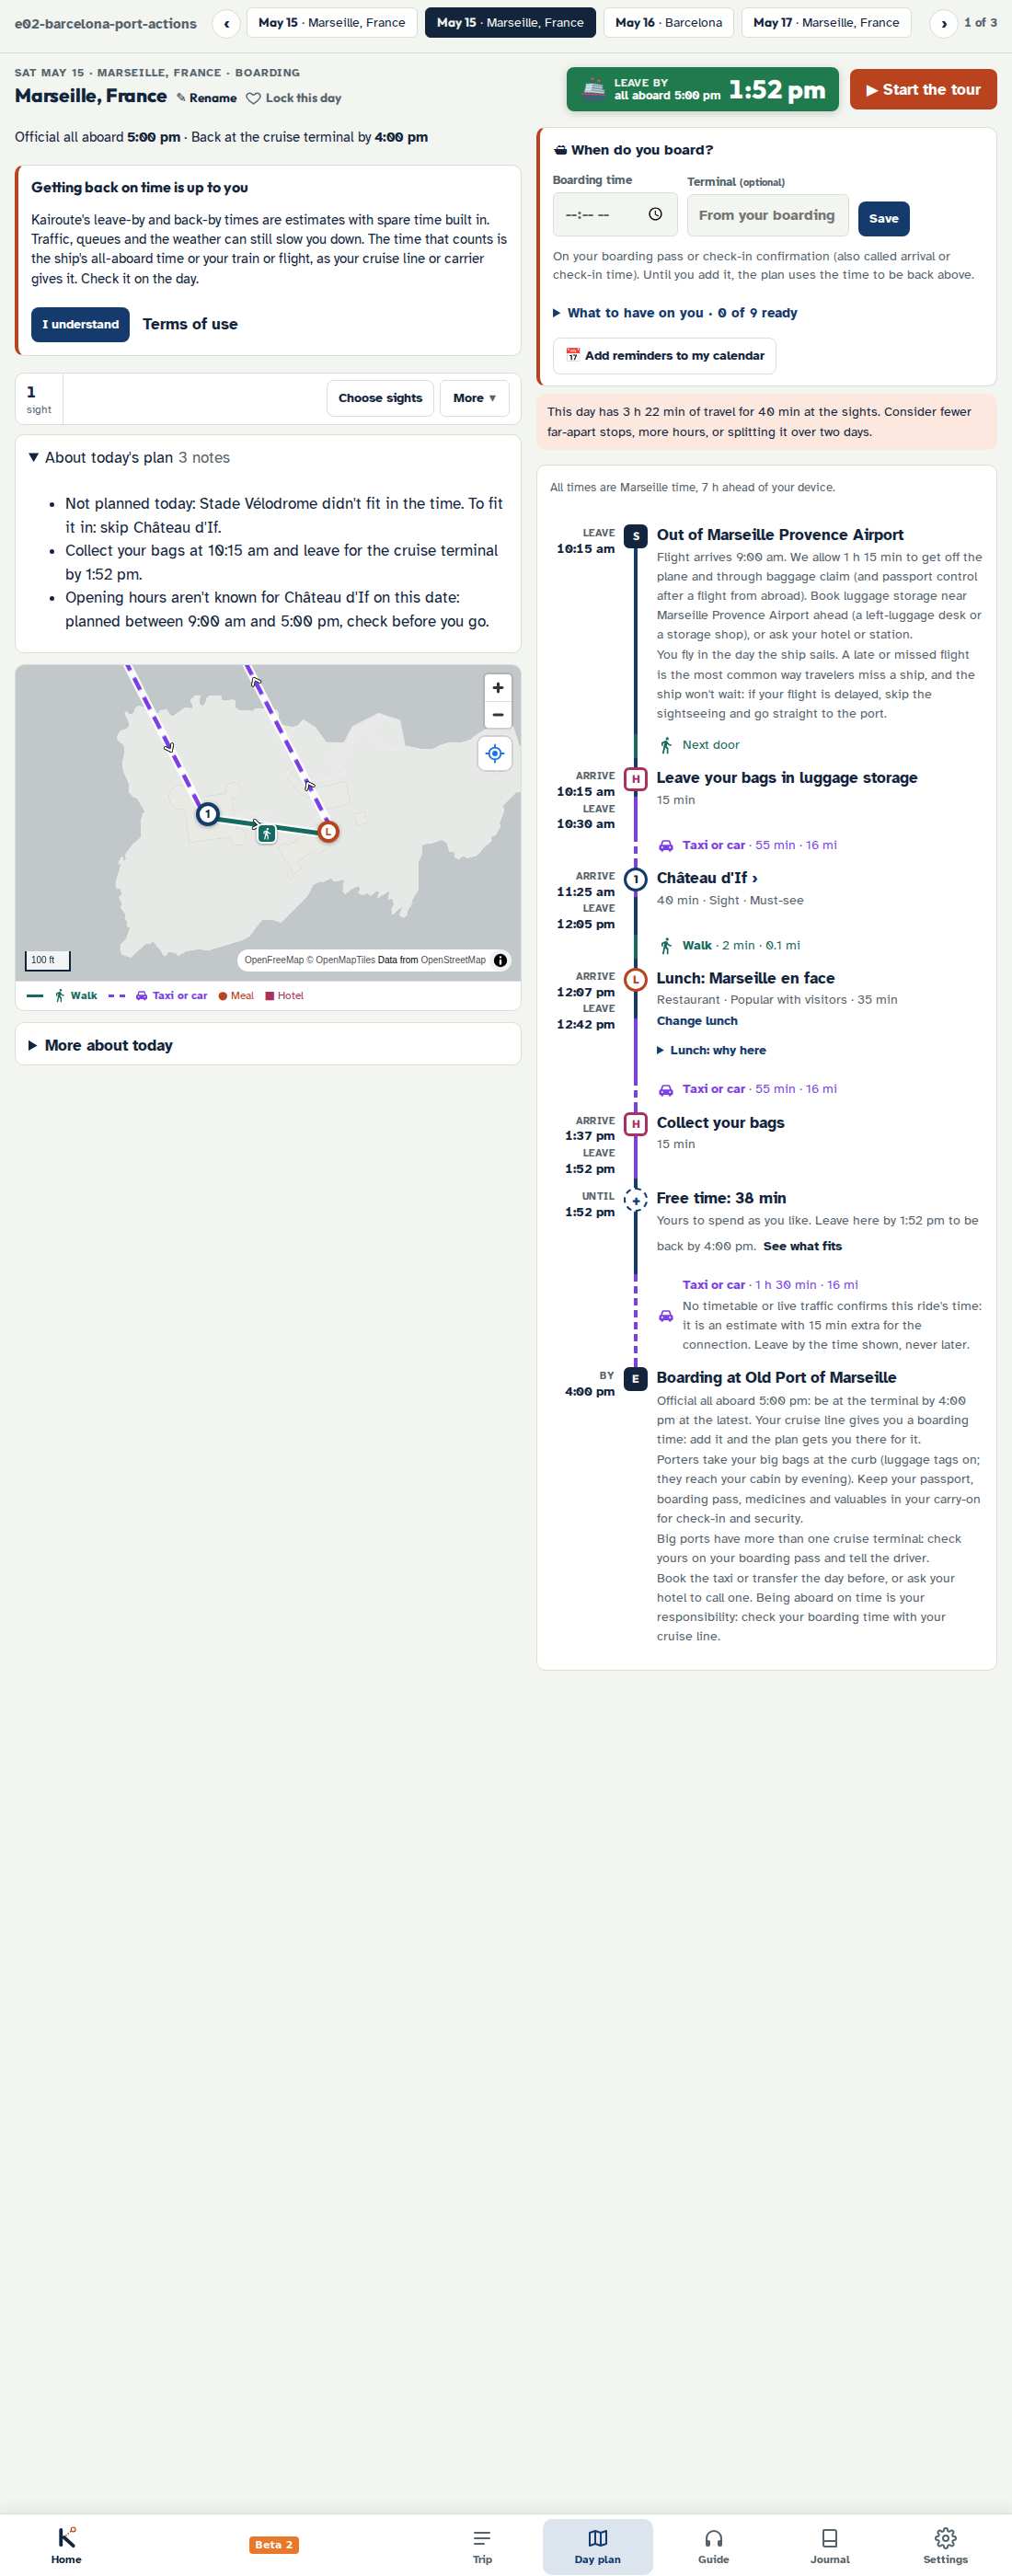 e02-barcelona-port-actions
‹
May 15 · Marseille, France
May 15 · Marseille, France
May 16 · Barcelona
May 17 · Marseille, France
›
1 of 3
SAT MAY 15 · MARSEILLE, FRANCE · BOARDING
Marseille, France
✎ Rename
Lock this day
LEAVE BY
all aboard 5:00 pm
1:52 pm
▶ Start the tour
Official all aboard 5:00 pm · Back at the cruise terminal by 4:00 pm
Getting back on time is up to you
Kairoute's leave-by and back-by times are estimates with spare time built in.
Traffic, queues and the weather can still slow you down. The time that counts is
the ship's all-aboard time or your train or flight, as your cruise line or carrier
gives it. Check it on the day.
I understand
Terms of use
1
sight
Choose sights
More ▼
▼ About today's plan 3 notes
• Not planned today: Stade Vélodrome didn't fit in the time. To fit
it in: skip Château d'If.
• Collect your bags at 10:15 am and leave for the cruise terminal
by 1:52 pm.
• Opening hours aren't known for Château d'If on this date:
planned between 9:00 am and 5:00 pm, check before you go.
+
−
1
L
100 ft
OpenFreeMap © OpenMapTiles Data from OpenStreetMap
Walk
Taxi or car
Meal
Hotel
▶ More about today
When do you board?
Boarding time
Terminal (optional)
--:-- --
From your boarding
Save
On your boarding pass or check-in confirmation (also called arrival or
check-in time). Until you add it, the plan uses the time to be back above.
▶ What to have on you · 0 of 9 ready
Add reminders to my calendar
This day has 3 h 22 min of travel for 40 min at the sights. Consider fewer
far-apart stops, more hours, or splitting it over two days.
All times are Marseille time, 7 h ahead of your device.
LEAVE
10:15 am
S
Out of Marseille Provence Airport
Flight arrives 9:00 am. We allow 1 h 15 min to get off the
plane and through baggage claim (and passport control
after a flight from abroad). Book luggage storage near
Marseille Provence Airport ahead (a left-luggage desk or
a storage shop), or ask your hotel or station.
You fly in the day the ship sails. A late or missed flight
is the most common way travelers miss a ship, and the
ship won't wait: if your flight is delayed, skip the
sightseeing and go straight to the port.
Next door
ARRIVE
10:15 am
LEAVE
10:30 am
H
Leave your bags in luggage storage
15 min
Taxi or car · 55 min · 16 mi
ARRIVE
11:25 am
LEAVE
12:05 pm
1
Château d'If ›
40 min · Sight · Must-see
Walk · 2 min · 0.1 mi
ARRIVE
12:07 pm
LEAVE
12:42 pm
L
Lunch: Marseille en face
Restaurant · Popular with visitors · 35 min
Change lunch
▶ Lunch: why here
Taxi or car · 55 min · 16 mi
ARRIVE
1:37 pm
LEAVE
1:52 pm
H
Collect your bags
15 min
UNTIL
1:52 pm
+
Free time: 38 min
Yours to spend as you like. Leave here by 1:52 pm to be
back by 4:00 pm. See what fits
Taxi or car · 1 h 30 min · 16 mi
No timetable or live traffic confirms this ride's time:
it is an estimate with 15 min extra for the
connection. Leave by the time shown, never later.
BY
4:00 pm
E
Boarding at Old Port of Marseille
Official all aboard 5:00 pm: be at the terminal by 4:00
pm at the latest. Your cruise line gives you a boarding
time: add it and the plan gets you there for it.
Porters take your big bags at the curb (luggage tags on;
they reach your cabin by evening). Keep your passport,
boarding pass, medicines and valuables in your carry-on
for check-in and security.
Big ports have more than one cruise terminal: check
yours on your boarding pass and tell the driver.
Book the taxi or transfer the day before, or ask your
hotel to call one. Being aboard on time is your
responsibility: check your boarding time with your
cruise line.
Home
Beta 2
Trip
Day plan
Guide
Journal
Settings